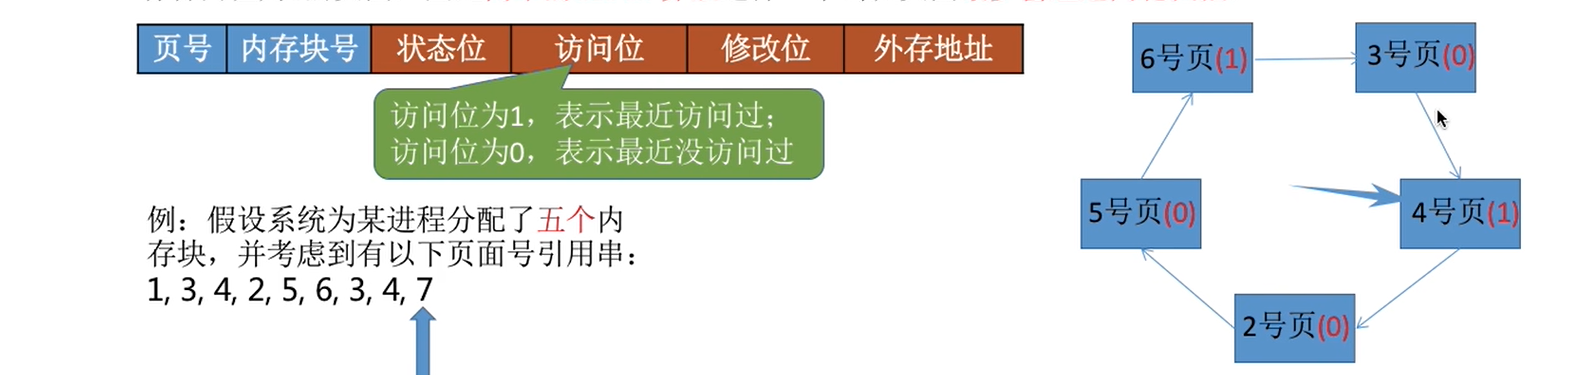 页号 内存块号 状态位 访问位 修改位 外存地址
访问位为1，表示最近访问过；
访问位为0，表示最近没访问过
例：假设系统为某进程分配了五个内
存块，并考虑到有以下页面号引用串：
1, 3, 4, 2, 5, 6, 3, 4, 7
6号页(1)
3号页(0)
5号页(0)
4号页(1)
2号页(0)